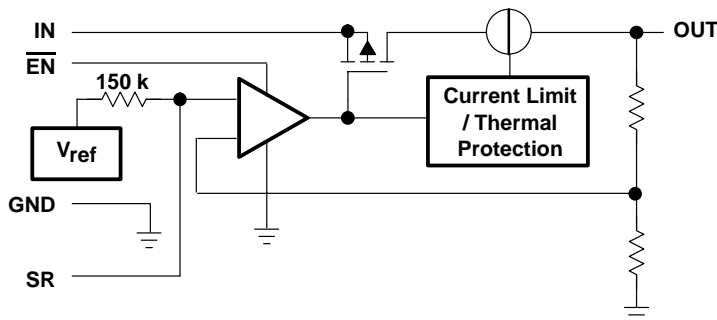 IN
OUT
EN
150 k
Vref
Current Limit
/ Thermal
Protection
GND
SR